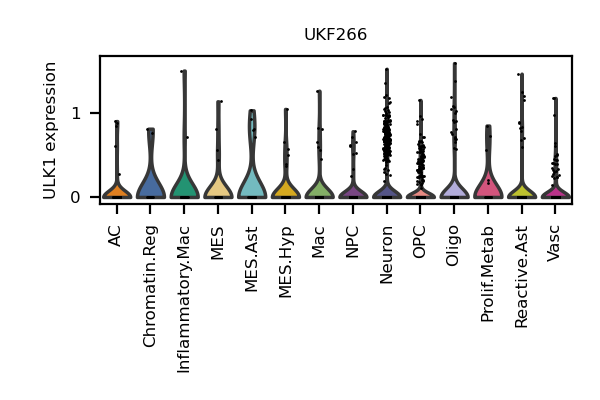 UKF266
ULK1 expression
1
0
AC
Chromatin.Reg
Inflammatory.Mac
MES
MES.Ast
MES.Hyp
Mac
NPC
Neuron
OPC
Oligo
Prolif.Metab
Reactive.Ast
Vasc